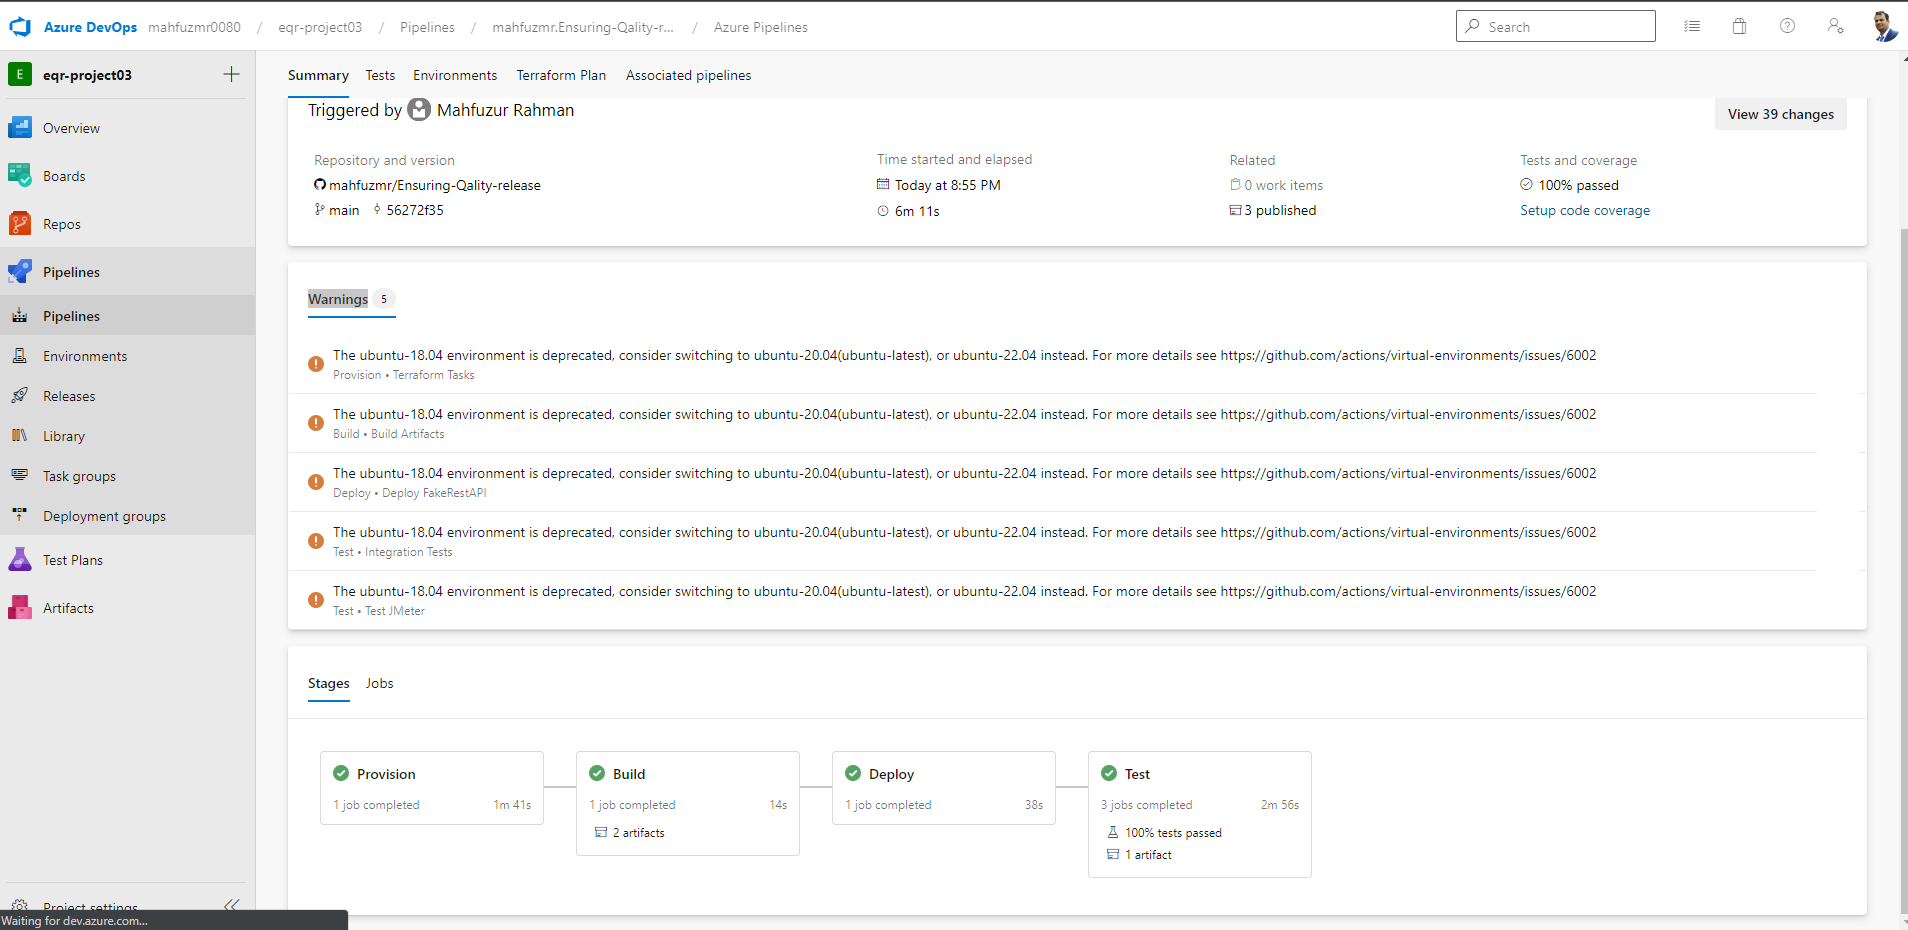 Azure DevOps mahfuzmr0080 / eqr-project03 / Pipelines / mahfuzmr.Ensuring-Qality-r... / Azure Pipelines Search
E eqr-project03 +
Overview
Boards
Repos
Pipelines
Pipelines
Environments
Releases
Library
Task groups
Deployment groups
Test Plans
Artifacts
Project settings
Waiting for dev.azure.com...
Summary Tests Environments Terraform Plan Associated pipelines
Triggered by Mahfuzur Rahman View 39 changes
Repository and version Time started and elapsed Related Tests and coverage
mahfuzmr/Ensuring-Qality-release Today at 8:55 PM 0 work items 100% passed
main 56272f35 6m 11s 3 published Setup code coverage
Warnings 5
The ubuntu-18.04 environment is deprecated, consider switching to ubuntu-20.04(ubuntu-latest), or ubuntu-22.04 instead. For more details see https://github.com/actions/virtual-environments/issues/6002
Provision • Terraform Tasks
The ubuntu-18.04 environment is deprecated, consider switching to ubuntu-20.04(ubuntu-latest), or ubuntu-22.04 instead. For more details see https://github.com/actions/virtual-environments/issues/6002
Build • Build Artifacts
The ubuntu-18.04 environment is deprecated, consider switching to ubuntu-20.04(ubuntu-latest), or ubuntu-22.04 instead. For more details see https://github.com/actions/virtual-environments/issues/6002
Deploy • Deploy FakeRestAPI
The ubuntu-18.04 environment is deprecated, consider switching to ubuntu-20.04(ubuntu-latest), or ubuntu-22.04 instead. For more details see https://github.com/actions/virtual-environments/issues/6002
Test • Integration Tests
The ubuntu-18.04 environment is deprecated, consider switching to ubuntu-20.04(ubuntu-latest), or ubuntu-22.04 instead. For more details see https://github.com/actions/virtual-environments/issues/6002
Test • Test JMeter
Stages Jobs
Provision
1 job completed 1m 41s
Build
1 job completed 14s
2 artifacts
Deploy
1 job completed 38s
Test
3 jobs completed 2m 56s
100% tests passed
1 artifact